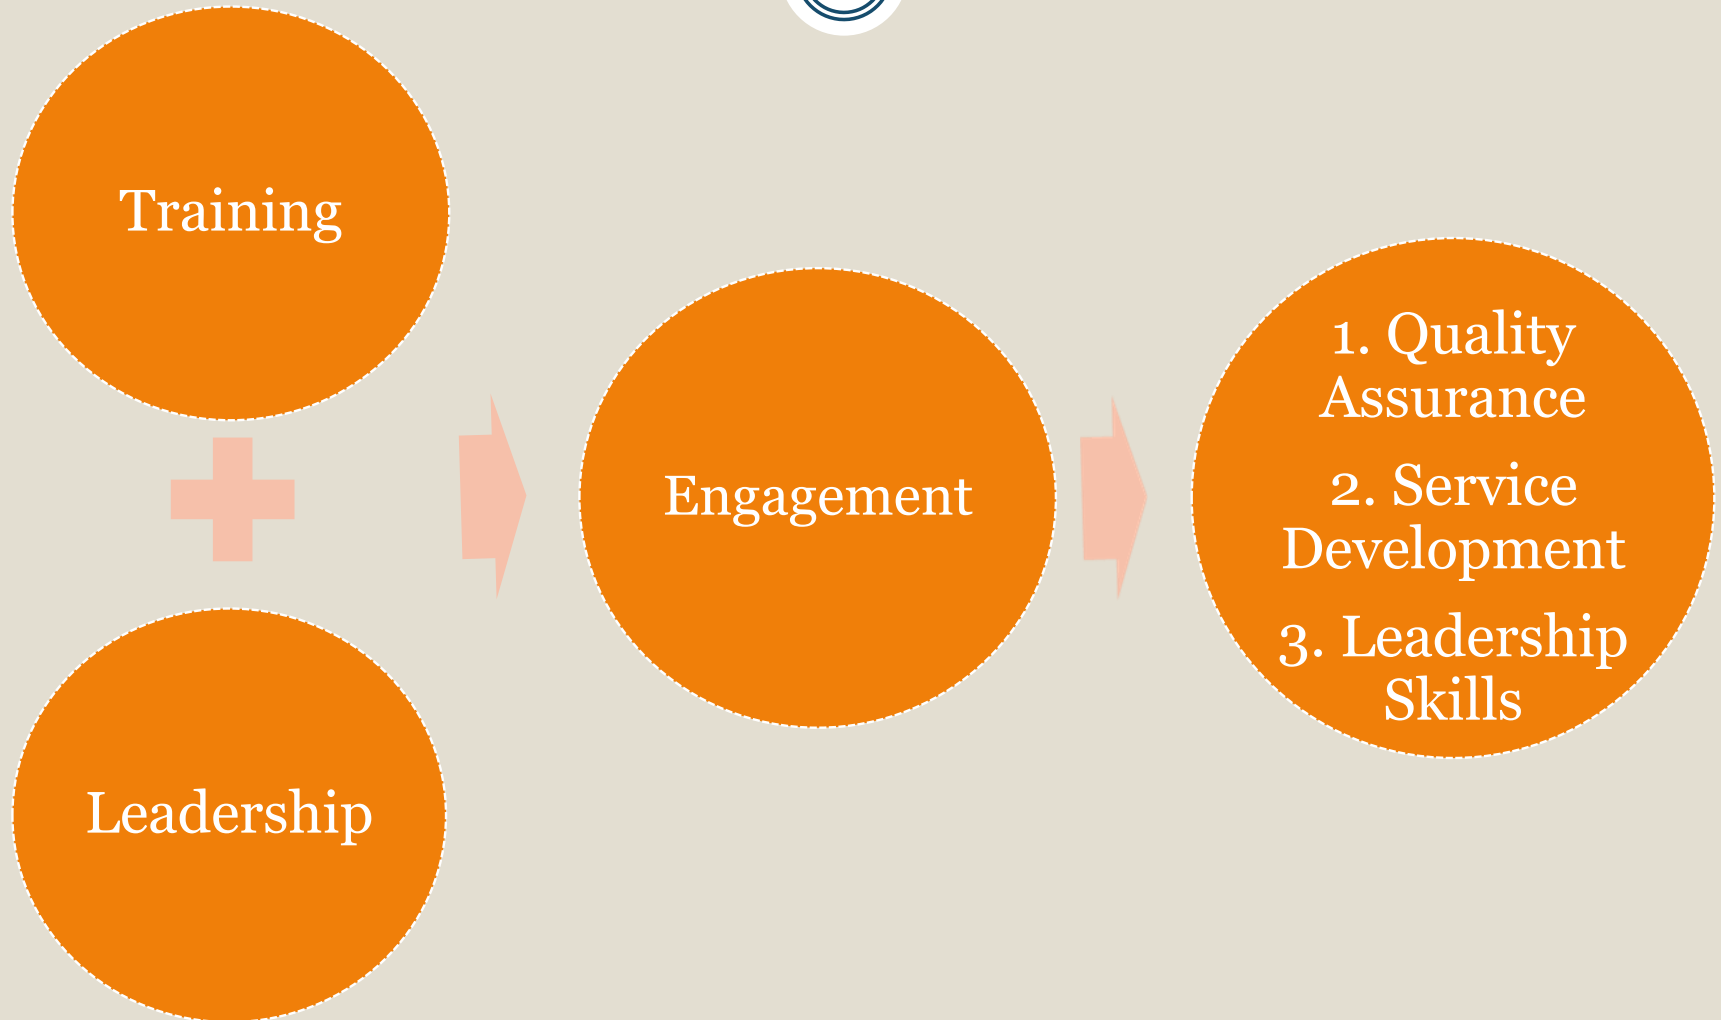 Training
Leadership
Engagement
1. Quality
Assurance
2. Service
Development
3. Leadership
Skills